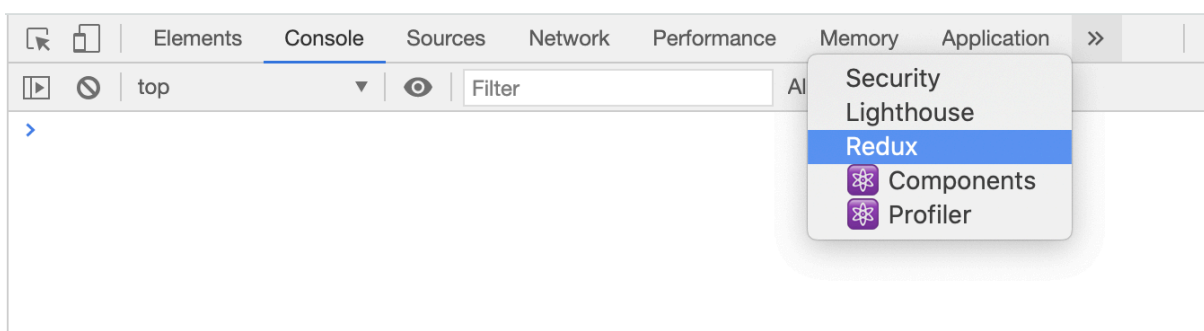 Elements Console Sources Network Performance Memory Application »
top ▼ Filter Al
Security
Lighthouse
Redux
Components
Profiler